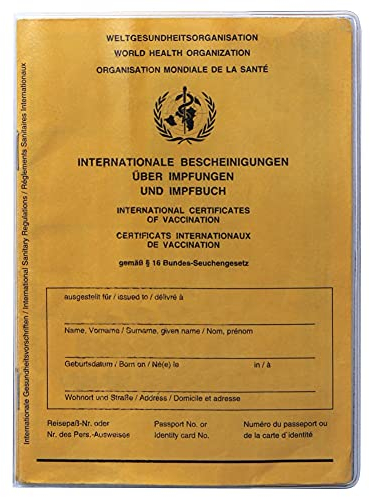 WELTGESUNDHEITSORGANISATION
WORLD HEALTH ORGANIZATION
ORGANISATION MONDIALE DE LA SANTÉ
INTERNATIONALE BESCHEINIGUNGEN
ÜBER IMPFUNGEN
UND IMPFBUCH
INTERNATIONAL CERTIFICATES
OF VACCINATION
CERTIFICATS INTERNATIONAUX
DE VACCINATION
gemäß § 16 Bundes-Seuchengesetz
ausgestellt für / issued to / délivré à
Name, Vorname / Surname, given name / Nom, prénom
Geburtsdatum / Born on / Né(e) le in / à
Wohnort und Straße / Address / Domicile et adresse
Reisepaß-Nr. oder Passport No. or Numéro du passeport ou
Nr. des Pers.-Ausweises Identity card No. de la carte d'identité
Internationale Gesundheitsvorschriften / International Sanitary Regulations / Règlements Sanitaires Internationaux